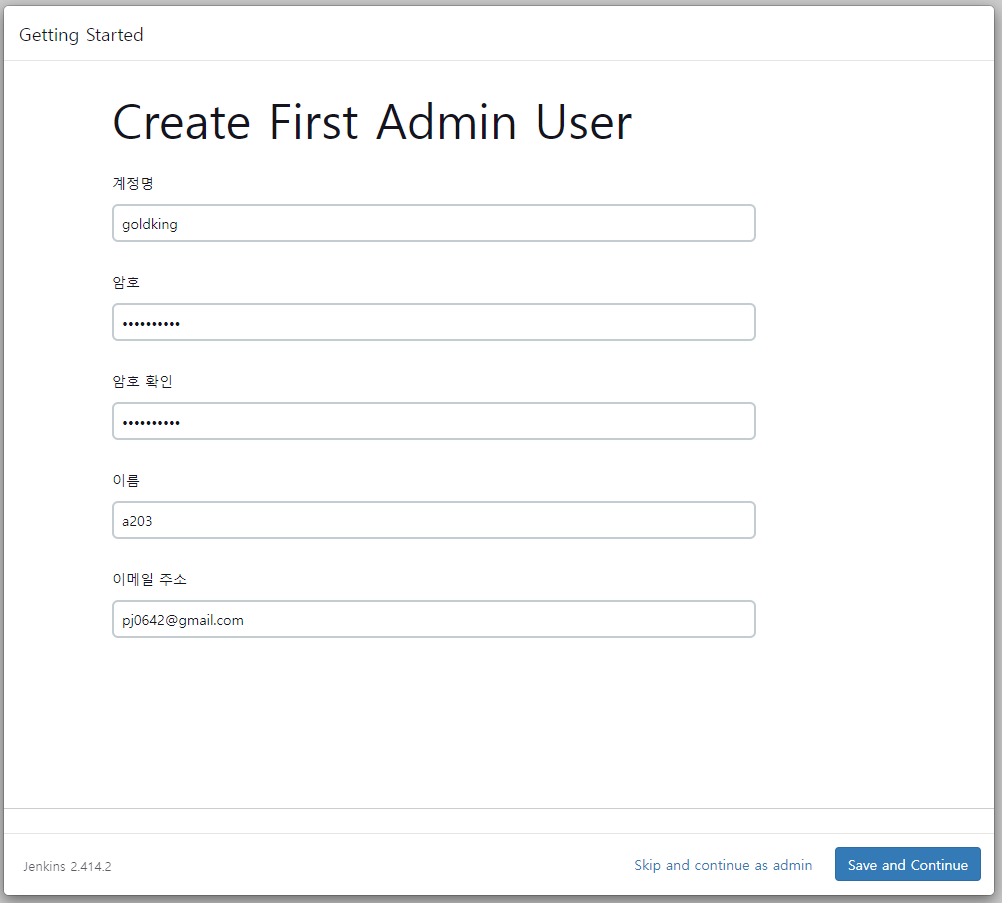 Getting Started
Create First Admin User
계정명
goldking
암호
••••••••••
암호 확인
••••••••••
이름
a203
이메일 주소
pj0642@gmail.com
Jenkins 2.414.2
Skip and continue as admin
Save and Continue